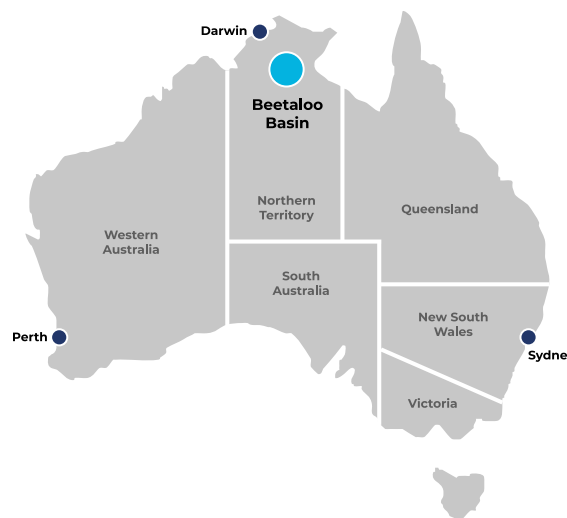 Darwin
Beetaloo
Basin
Northern
Territory
Queensland
Western
Australia
South
Australia
New South
Wales
Perth
Sydne
Victoria